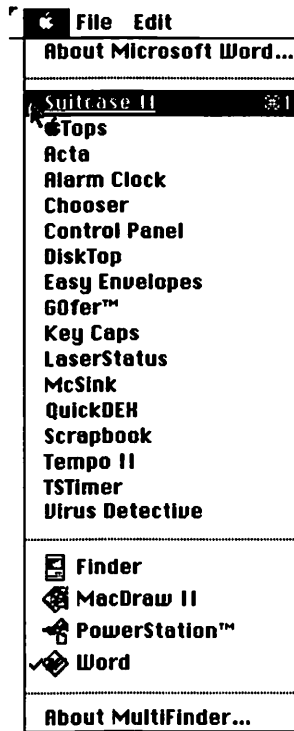 File Edit
About Microsoft Word...
Suitcase II ⌘1
Tops
Acta
Alarm Clock
Chooser
Control Panel
DiskTop
Easy Envelopes
GOfer™
Key Caps
LaserStatus
McSink
QuickDEX
Scrapbook
Tempo II
TSTimer
Virus Detective
Finder
MacDraw II
PowerStation™
Word
About MultiFinder...